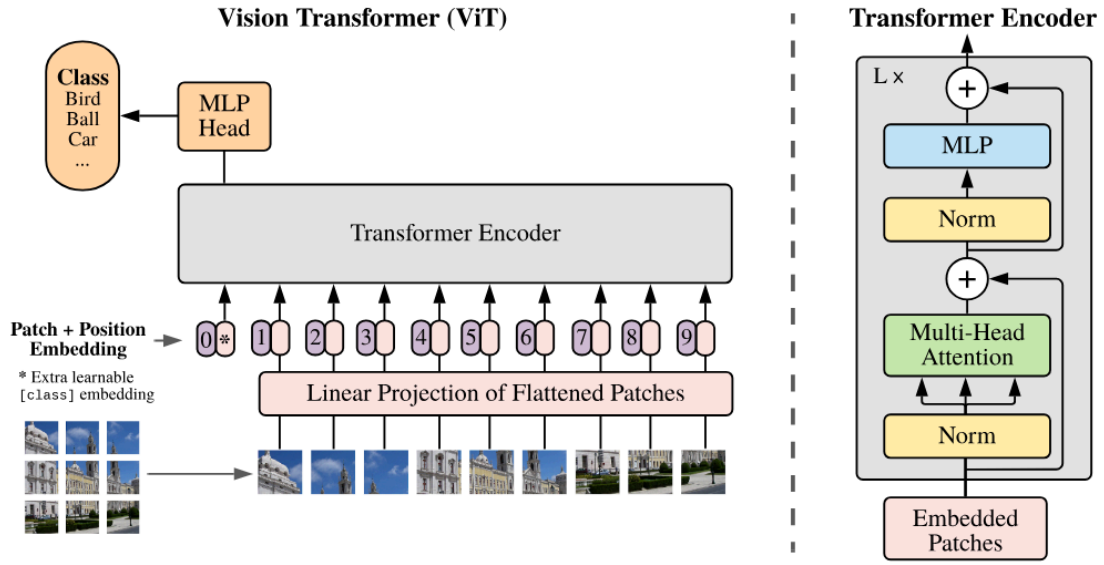 Vision Transformer (ViT)
Class
Bird
Ball
Car
...
MLP
Head
Transformer Encoder
Patch + Position
Embedding
0 * 1 2 3 4 5 6 7 8 9
* Extra learnable
[class] embedding
Linear Projection of Flattened Patches
Transformer Encoder
L x
+
MLP
Norm
+
Multi-Head
Attention
Norm
Embedded
Patches